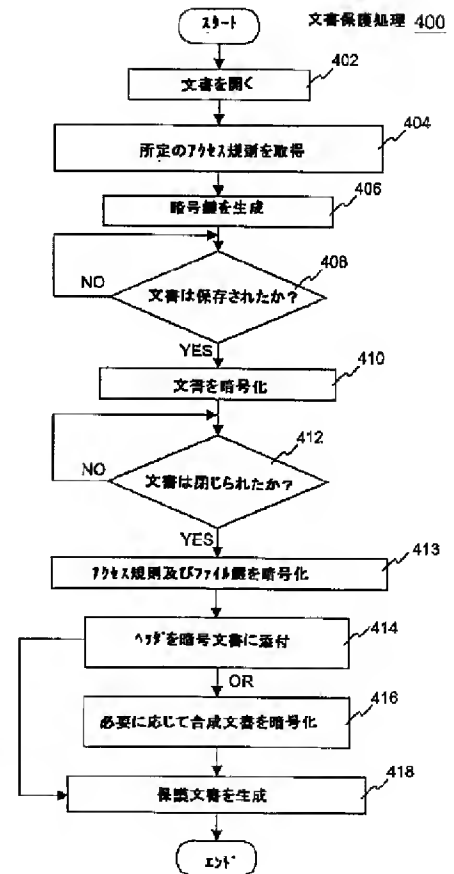 文書保護処理 400
スタート
402
文書を開く
404
所定のアクセス規則を取得
406
暗号鍵を生成
408
NO
文書は保存されたか?
YES
410
文書を暗号化
412
NO
文書は閉じられたか?
YES
413
アクセス規則及びファイル鍵を暗号化
414
ヘッダを暗号文書に添付
OR
416
必要に応じて合成文書を暗号化
418
保護文書を生成
エンド